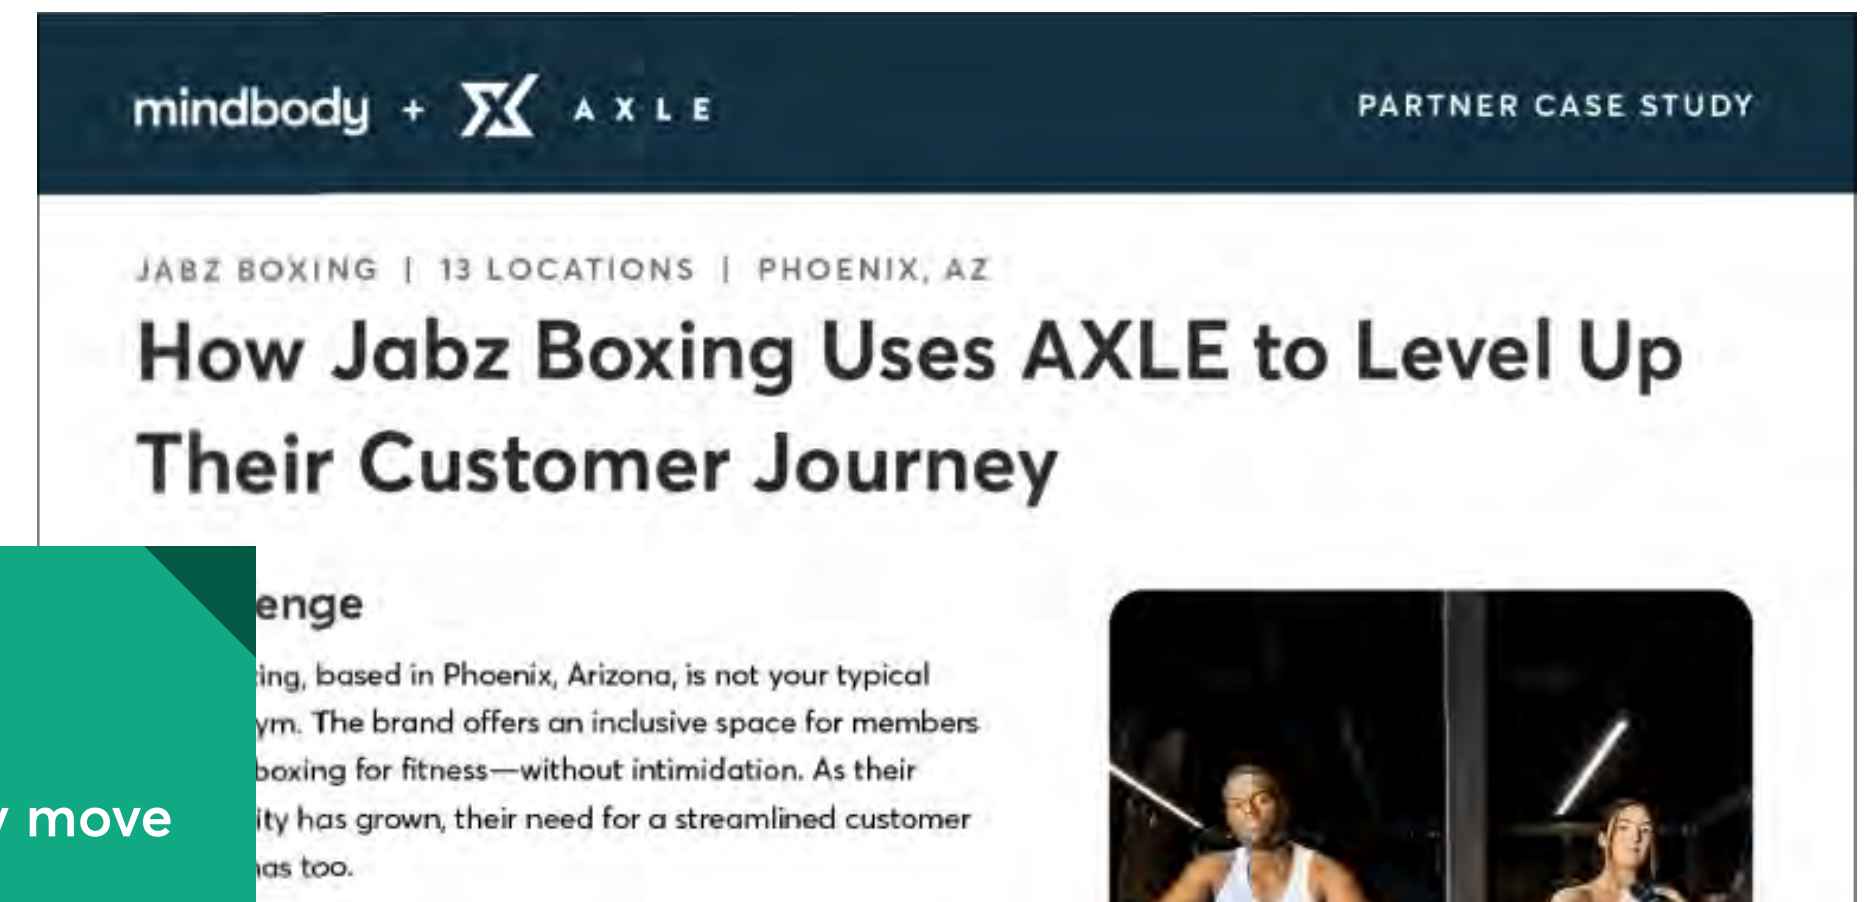 mindbody + AXLE
PARTNER CASE STUDY
JABZ BOXING | 13 LOCATIONS | PHOENIX, AZ
How Jabz Boxing Uses AXLE to Level Up
Their Customer Journey
enge
ing, based in Phoenix, Arizona, is not your typical
ym. The brand offers an inclusive space for members
boxing for fitness—without intimidation. As their
ity has grown, their need for a streamlined customer
has too.
move